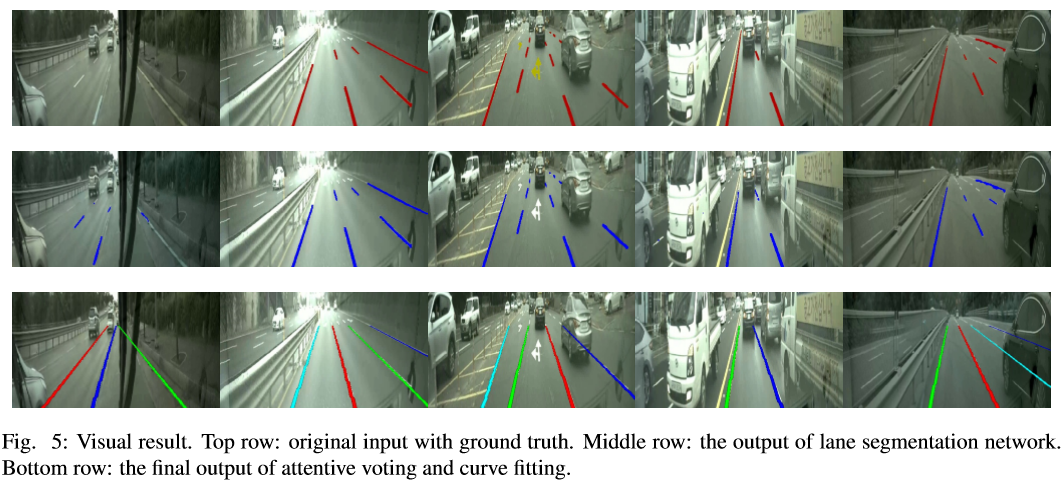 Fig. 5: Visual result. Top row: original input with ground truth. Middle row: the output of lane segmentation network.
Bottom row: the final output of attentive voting and curve fitting.